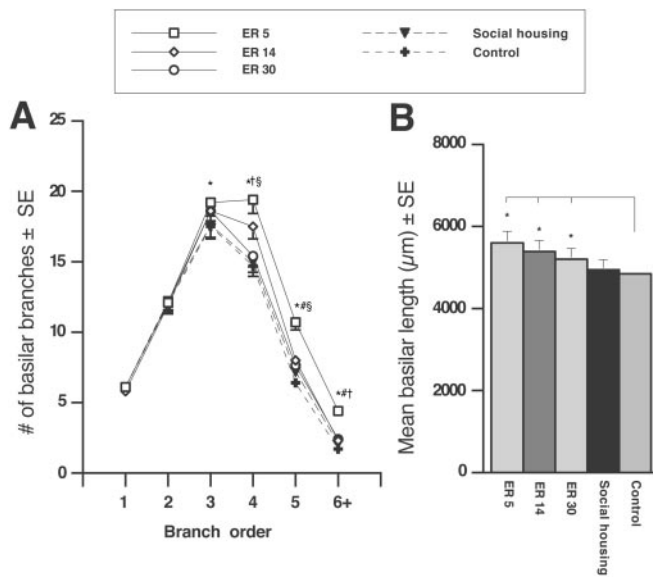 ER 5
ER 14
ER 30
Social housing
Control
A
# of basilar branches ± SE
25
20
15
10
5
0
*
*†§
*#§
*#†
1 2 3 4 5 6+
Branch order
B
Mean basilar length (µm) ± SE
8000
6000
4000
2000
0
* * *
ER 5
ER 14
ER 30
Social housing
Control